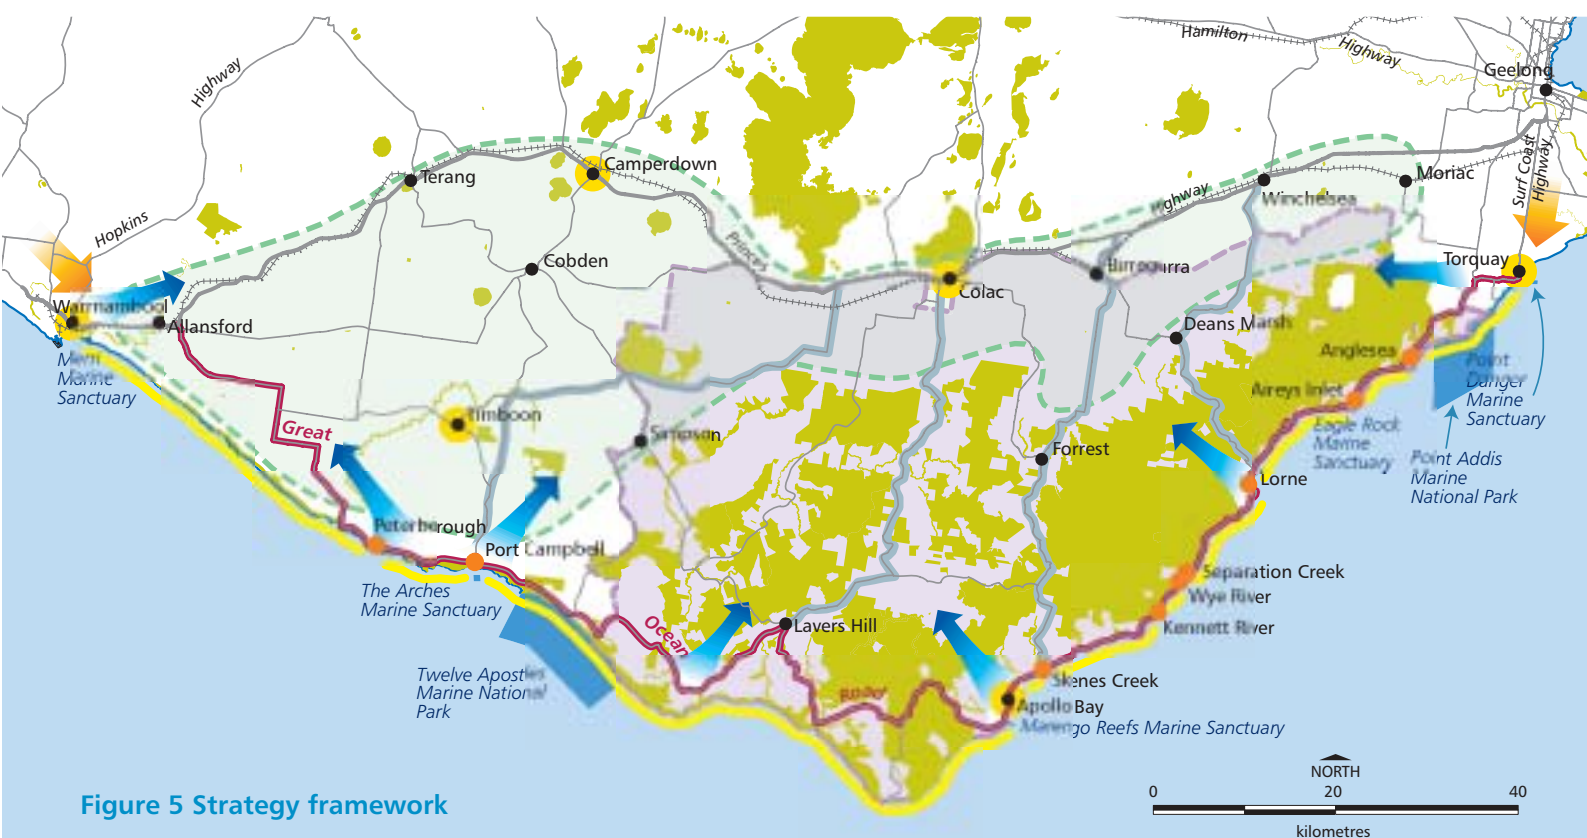 Hamilton
Highway
Geelong
Highway
Surf Coast
Highway
Camperdown
Terang
Moriac
Winchelsea
Highway
Hopkins
Princes
Cobden
Birregurra
Torquay
Colac
Warrnambool
Allansford
Deans Marsh
Merri
Marine
Sanctuary
Anglesea
Point
Danger
Marine
Sanctuary
Aireys Inlet
Timboon
Great
Simpson
Eagle Rock
Marine
Sanctuary
Forrest
Point Addis
Marine
National Park
Lorne
Peterborough
Port Campbell
Separation Creek
The Arches
Marine Sanctuary
Wye River
Ocean
Lavers Hill
Kennett River
Twelve Apostles
Marine National
Park
Skenes Creek
Road
Apollo Bay
Marengo Reefs Marine Sanctuary
NORTH
Figure 5 Strategy framework
0 20 40
kilometres